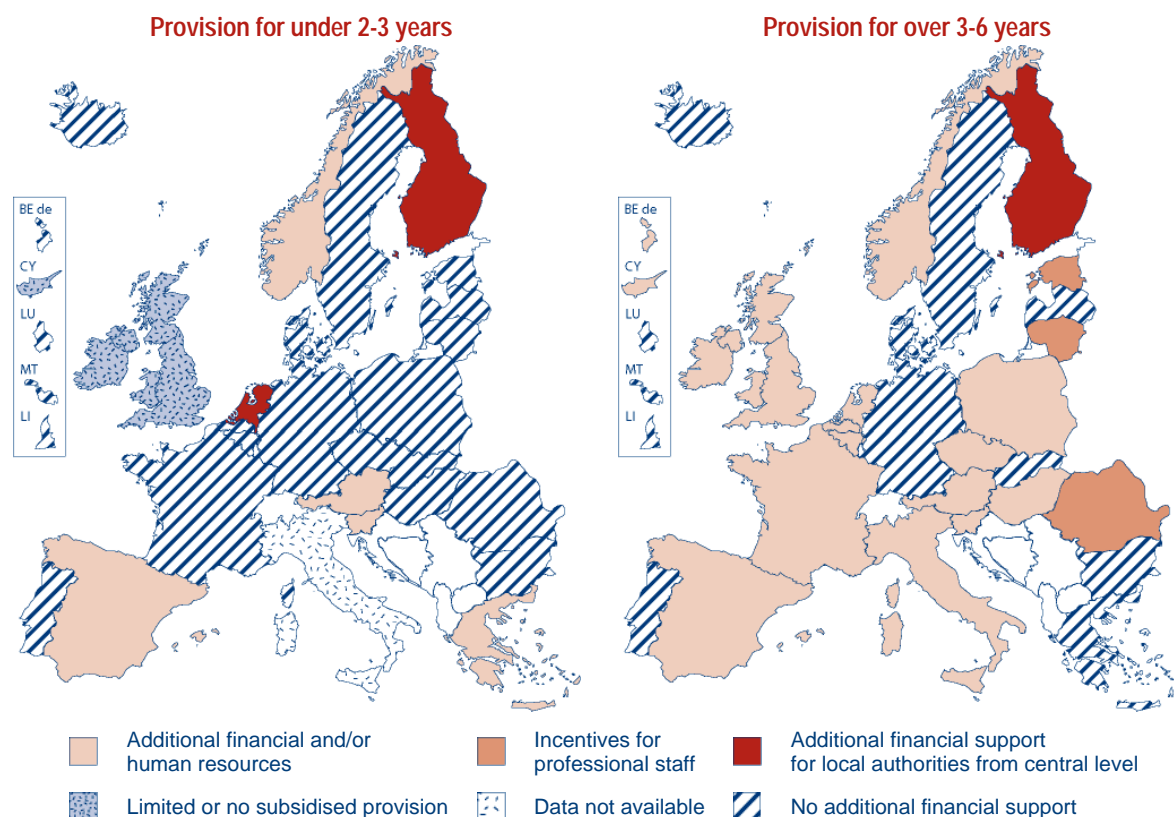 Provision for under 2-3 years
Provision for over 3-6 years
BE de
CY
LU
MT
LI
BE de
CY
LU
MT
LI
Additional financial and/or
human resources
Incentives for
professional staff
Additional financial support
for local authorities from central level
Limited or no subsidised provision
Data not available
No additional financial support